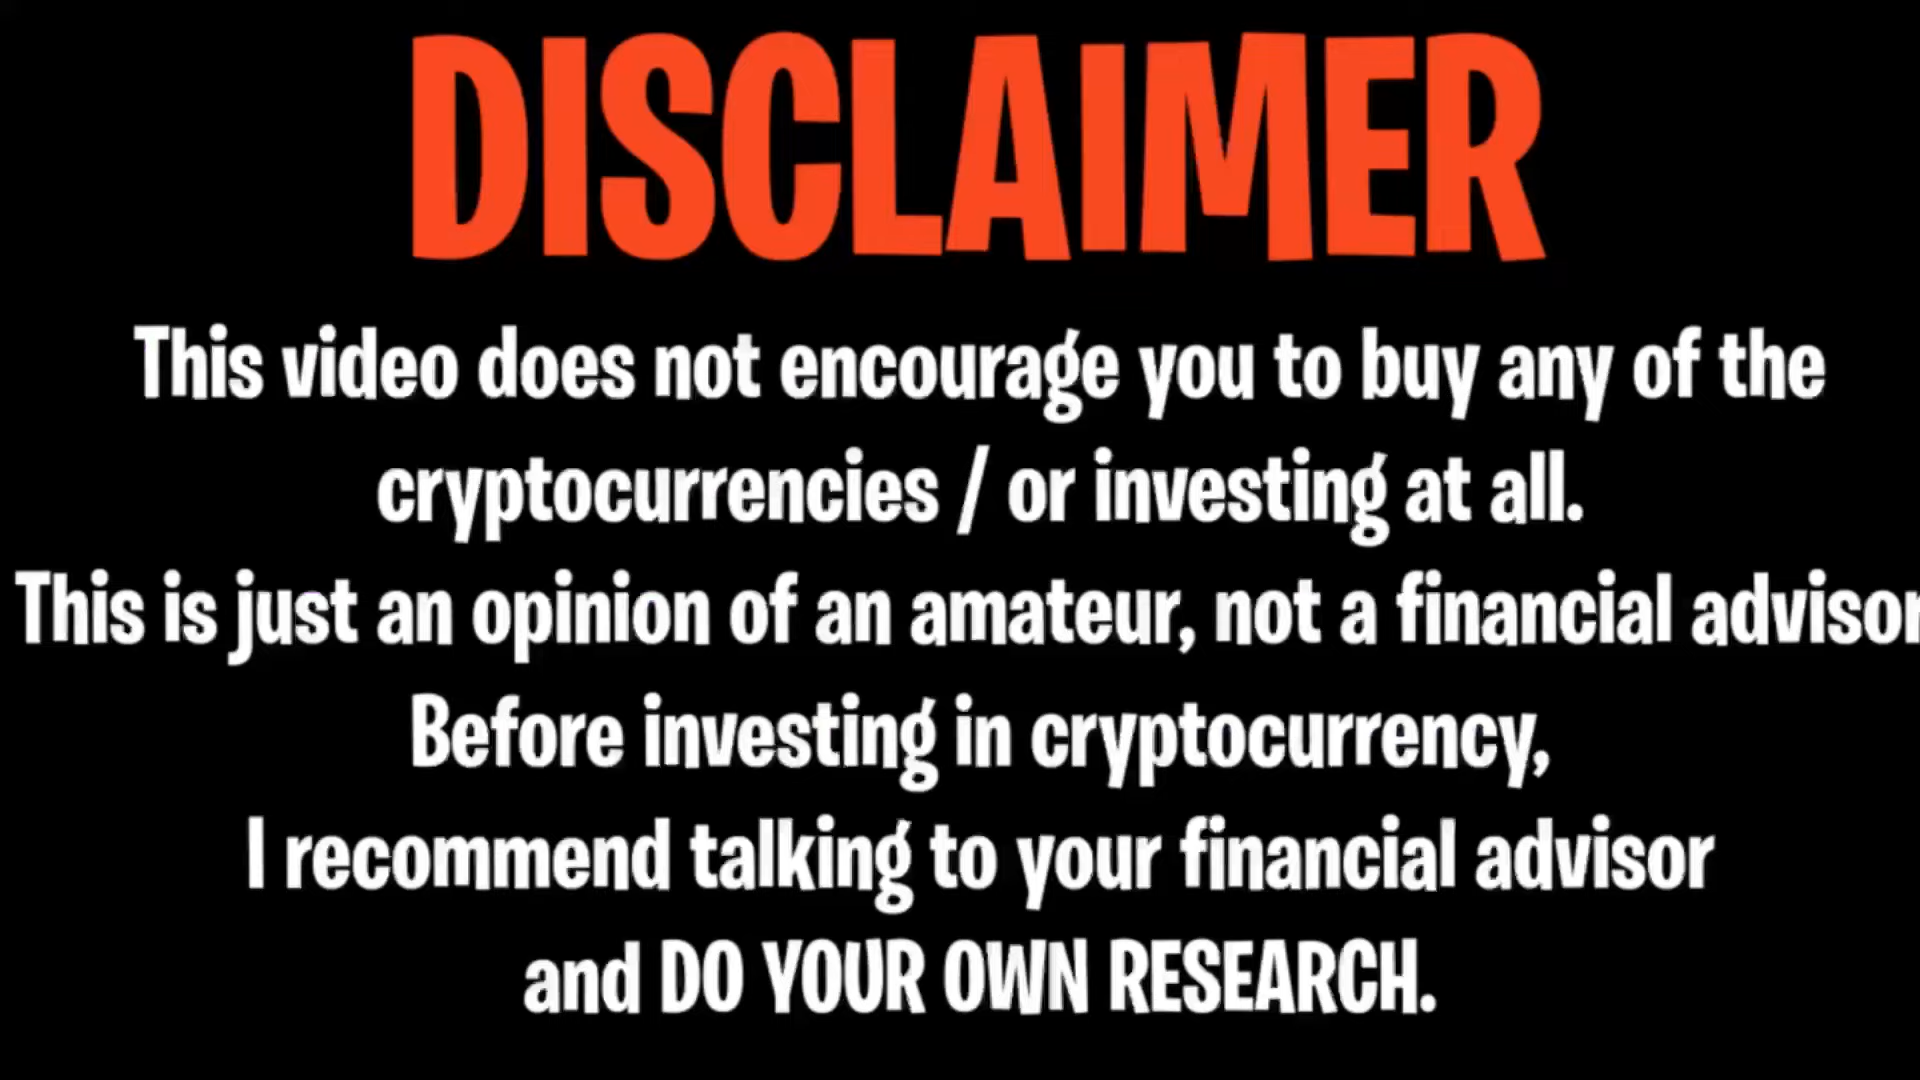 DISCLAIMER
This video does not encourage you to buy any of the
cryptocurrencies / or investing at all.
This is just an opinion of an amateur, not a financial advisor
Before investing in cryptocurrency,
I recommend talking to your financial advisor
and DO YOUR OWN RESEARCH.